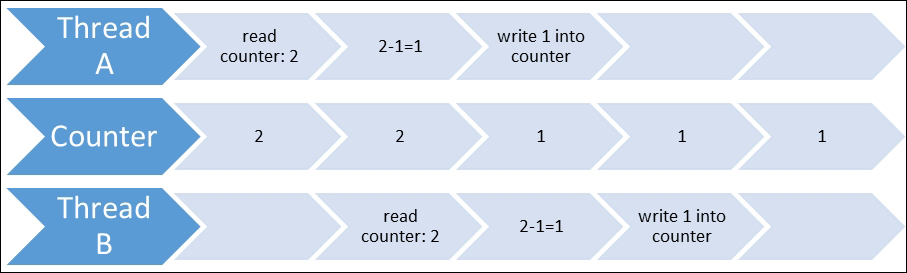 Thread
A
read
counter: 2
2-1=1
write 1 into
counter
Counter
2
2
1
1
1
Thread
B
read
counter: 2
2-1=1
write 1 into
counter